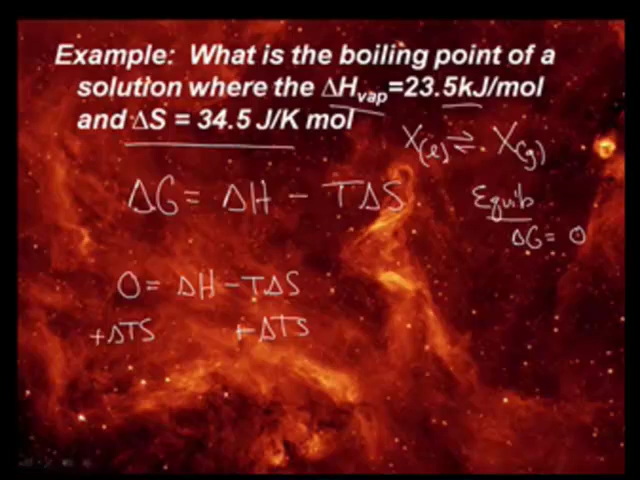 Example: What is the boiling point of a
solution where the ΔHvap=23.5kJ/mol
and ΔS = 34.5 J/K mol
X(l) ⇌ X(g)
ΔG = ΔH - TΔS
Equib
ΔG = 0
0 = ΔH - TΔS
+ΔTS +ΔTS